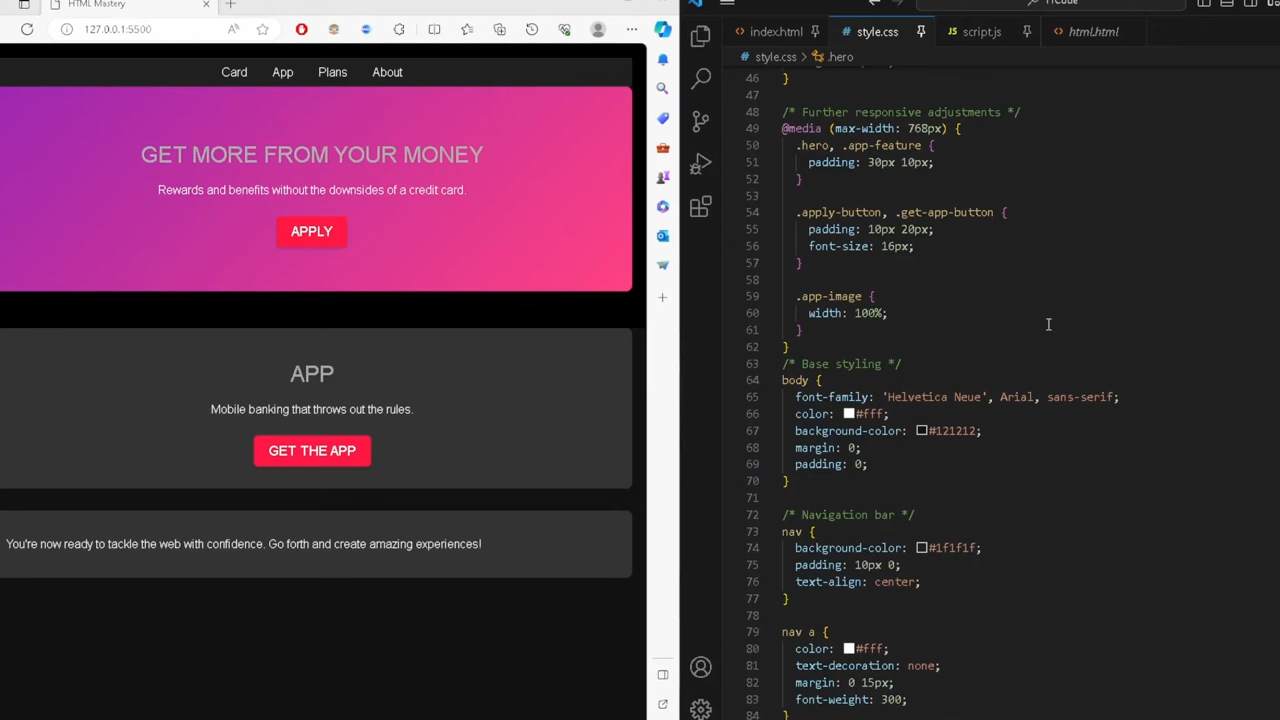 HTML Mastery
127.0.0.1:5500
Card App Plans About
GET MORE FROM YOUR MONEY
Rewards and benefits without the downsides of a credit card.
APPLY
APP
Mobile banking that throws out the rules.
GET THE APP
You're now ready to tackle the web with confidence. Go forth and create amazing experiences!
index.html
style.css
script.js
html.html
style.css > .hero
46 }
47
48 /* Further responsive adjustments */
49 @media (max-width: 768px) {
50 .hero, .app-feature {
51 padding: 30px 10px;
52 }
53
54 .apply-button, .get-app-button {
55 padding: 10px 20px;
56 font-size: 16px;
57 }
58
59 .app-image {
60 width: 100%;
61 }
62 }
63 /* Base styling */
64 body {
65 font-family: 'Helvetica Neue', Arial, sans-serif;
66 color: #fff;
67 background-color: #121212;
68 margin: 0;
69 padding: 0;
70 }
71
72 /* Navigation bar */
73 nav {
74 background-color: #1f1f1f;
75 padding: 10px 0;
76 text-align: center;
77 }
78
79 nav a {
80 color: #fff;
81 text-decoration: none;
82 margin: 0 15px;
83 font-weight: 300;
84 }